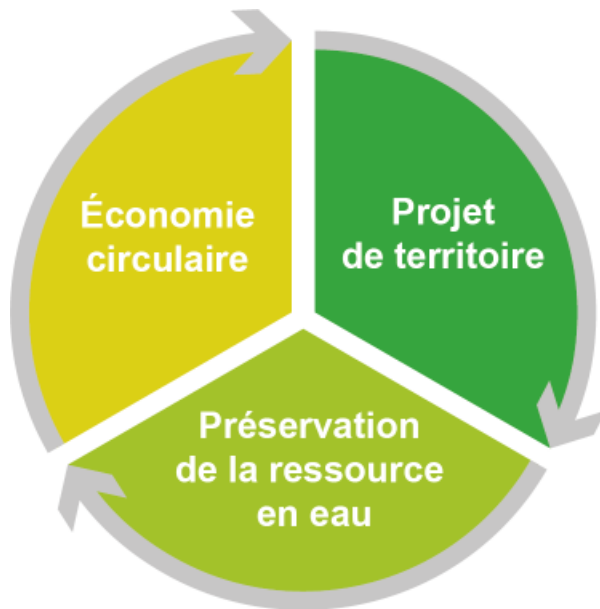 Économie
circulaire
Projet
de territoire
Préservation
de la ressource
en eau